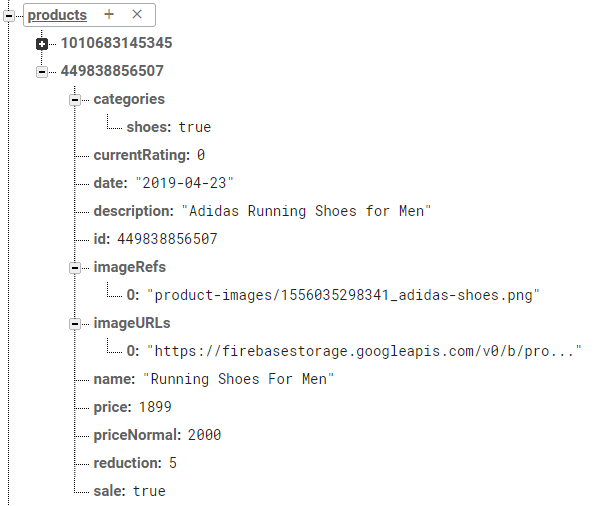 products + ×
1010683145345
449838856507
categories
shoes: true
currentRating: 0
date: "2019-04-23"
description: "Adidas Running Shoes for Men"
id: 449838856507
imageRefs
0: "product-images/1556035298341_adidas-shoes.png"
imageURLs
0: "https://firebasestorage.googleapis.com/v0/b/pro..."
name: "Running Shoes For Men"
price: 1899
priceNormal: 2000
reduction: 5
sale: true